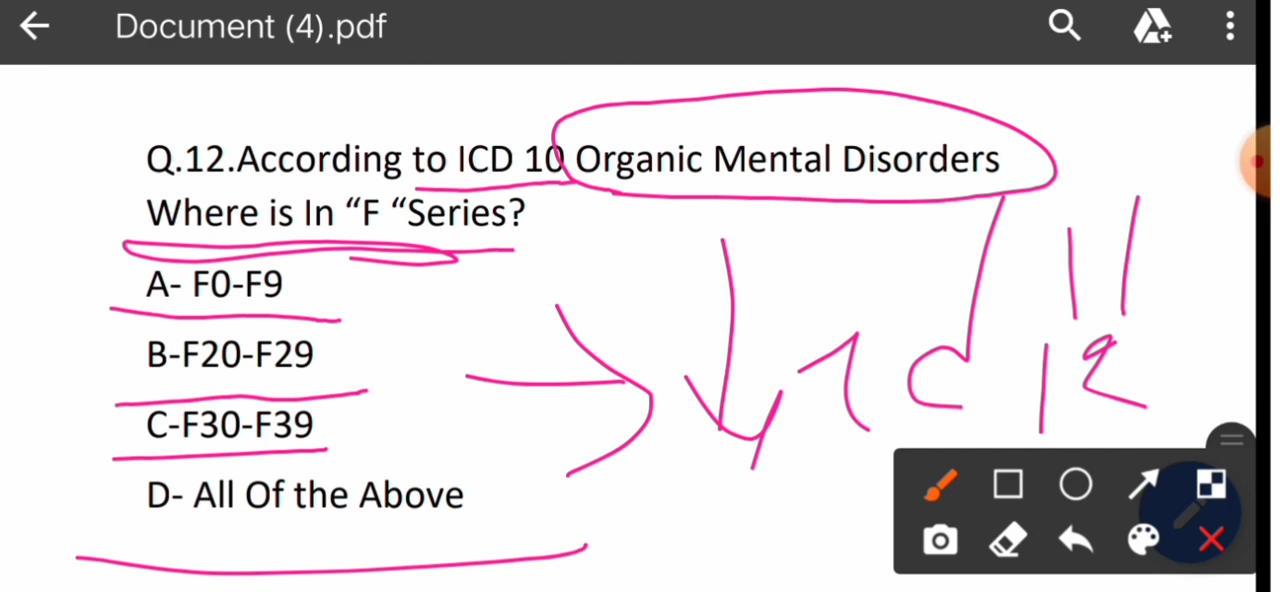 Document (4).pdf
Q.12.According to ICD 10 Organic Mental Disorders
Where is In “F “Series?
A- F0-F9
B-F20-F29
C-F30-F39
D- All Of the Above
11